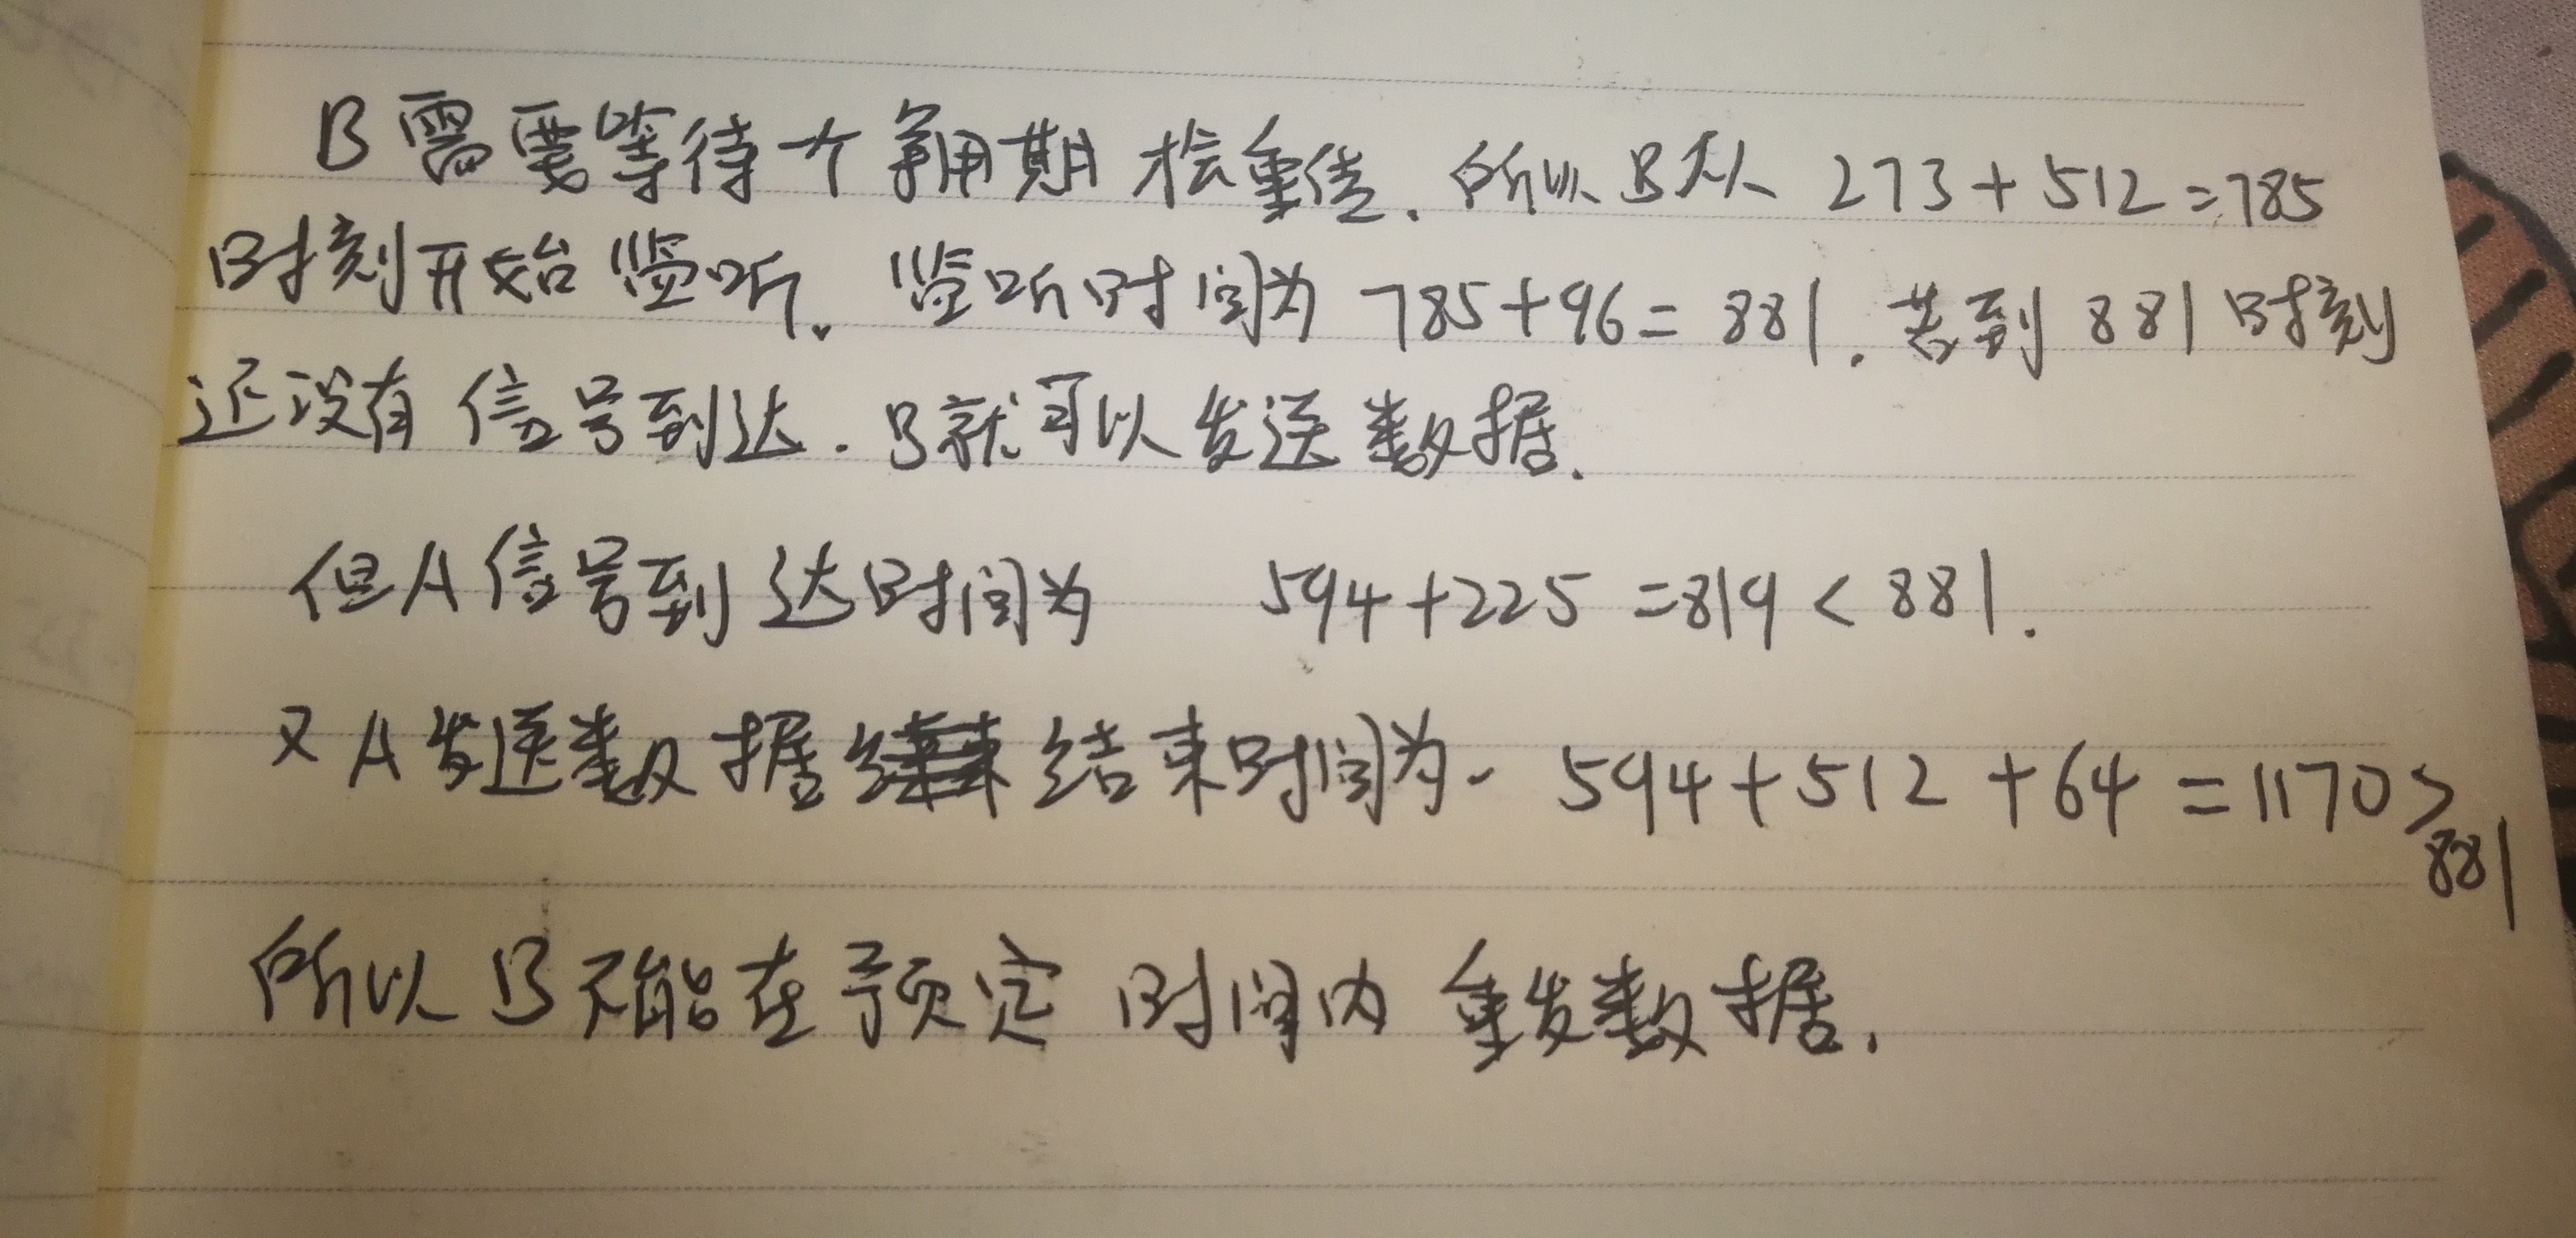 B需要等待一个争用期检重传.所以B从 273+512=785
时刻开始监听。监听时间为 785+96=881.若到881时刻
还没有信号到达.B就可以发送数据.
但A信号到达时间为 594+225=819<881.
又A发送数据 结束时间为 594+512+64=1170>
881
所以B不能在预定时间内重发数据.